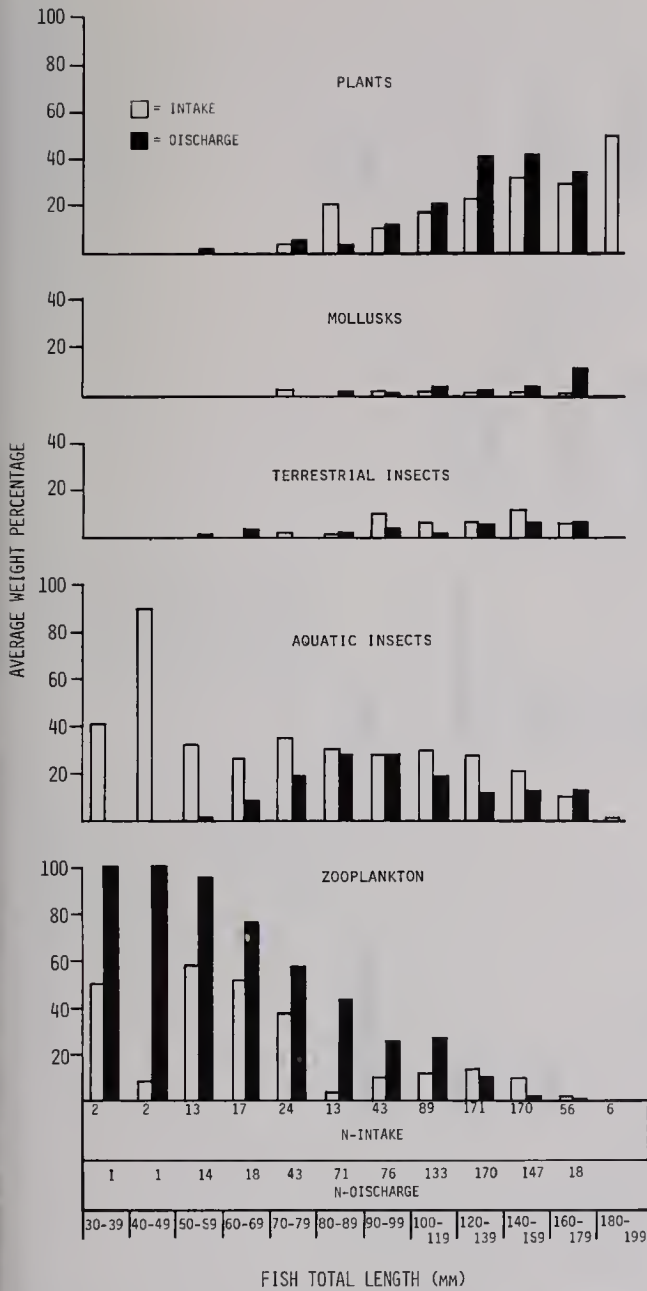 100
80
PLANTS
60
= INTAKE
= OISCHARGE
40
20
40
MOLLUSKS
20
40
TERRESTRIAL INSECTS
20
AVERAGE WEIGHT PERCENTAGE
100
80
AQUATIC INSECTS
60
40
20
100
ZOOPLANKTON
80
60
40
20
2 2 13 17 24 13 43 89 171 170 56 6
N-INTAKE
1 1 14 18 43 71 76 133 170 147 18
N-OISCHARGE
30-39 40-49 50-59 60-69 70-79 80-89 90-99 100-119 120-139 140-159 160-179 180-199
FISH TOTAL LENGTH (MM)